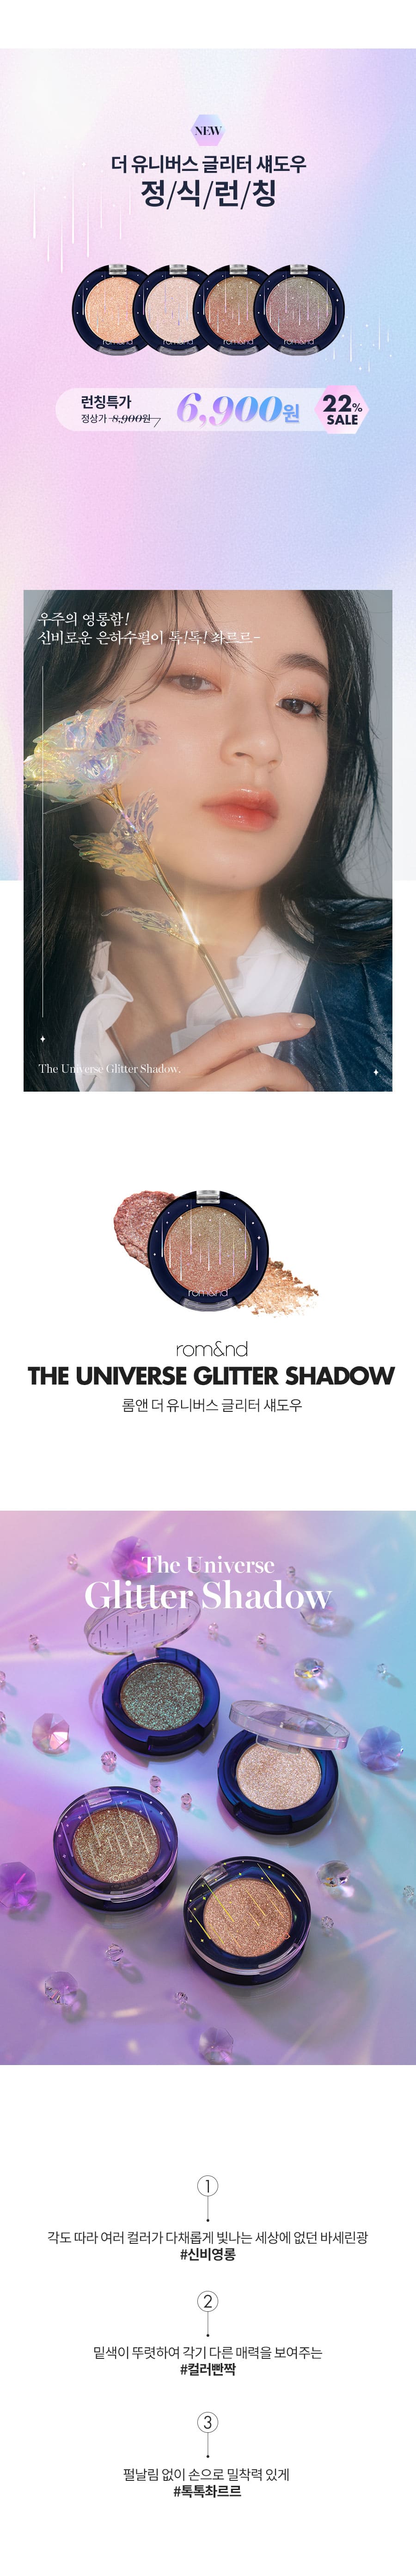 NEW
더 유니버스 글리터 섀도우
정/식/런/칭
rom&nd rom&nd rom&nd rom&nd
런칭특가
정상가 8,900원
6,900원
22%
SALE
우주의 영롱함!
신비로운 은하수펄이 톡!톡! 촤르르~
The Universe Glitter Shadow.
rom&nd
rom&nd
THE UNIVERSE GLITTER SHADOW
롬앤 더 유니버스 글리터 섀도우
The Universe
Glitter Shadow
rom&nd
1
각도 따라 여러 컬러가 다채롭게 빛나는 세상에 없던 바세린광
#신비영롱
2
밑색이 뚜렷하여 각기 다른 매력을 보여주는
#컬러빤짝
3
펄날림 없이 손으로 밀착력 있게
#톡톡촤르르